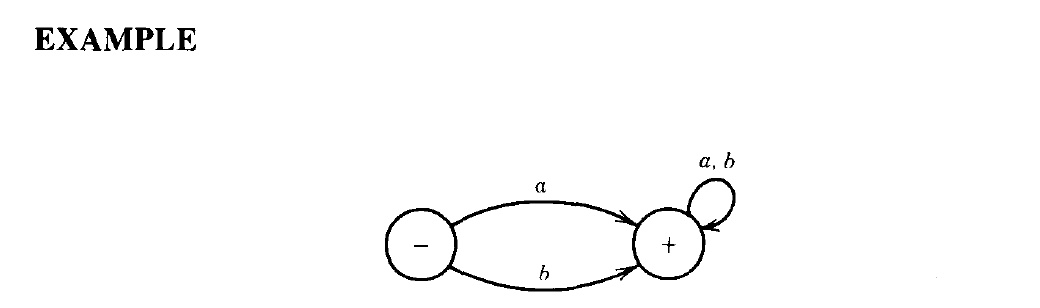 EXAMPLE
a, b
a
− +
b